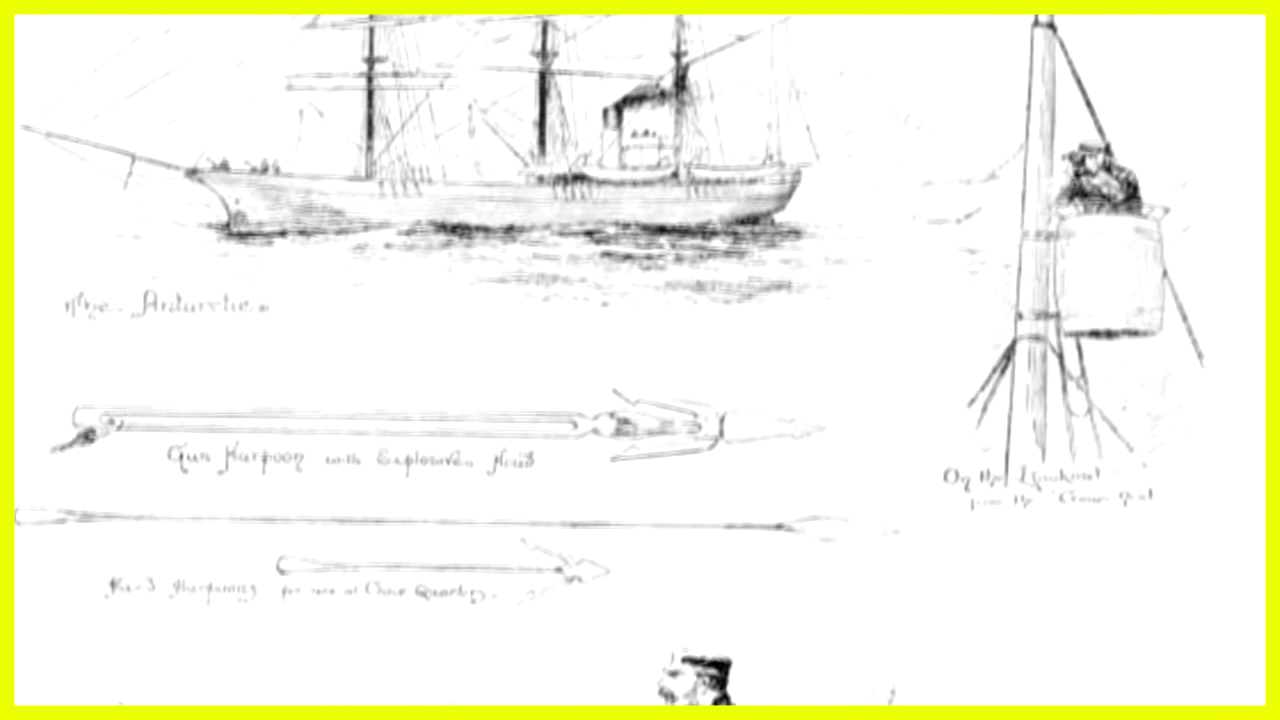 The Antarctic.
Gun Harpoon with Explosive Head
On the Lookout
from the "Crows Nest
Hand Harpoons for use at Close Quarters.